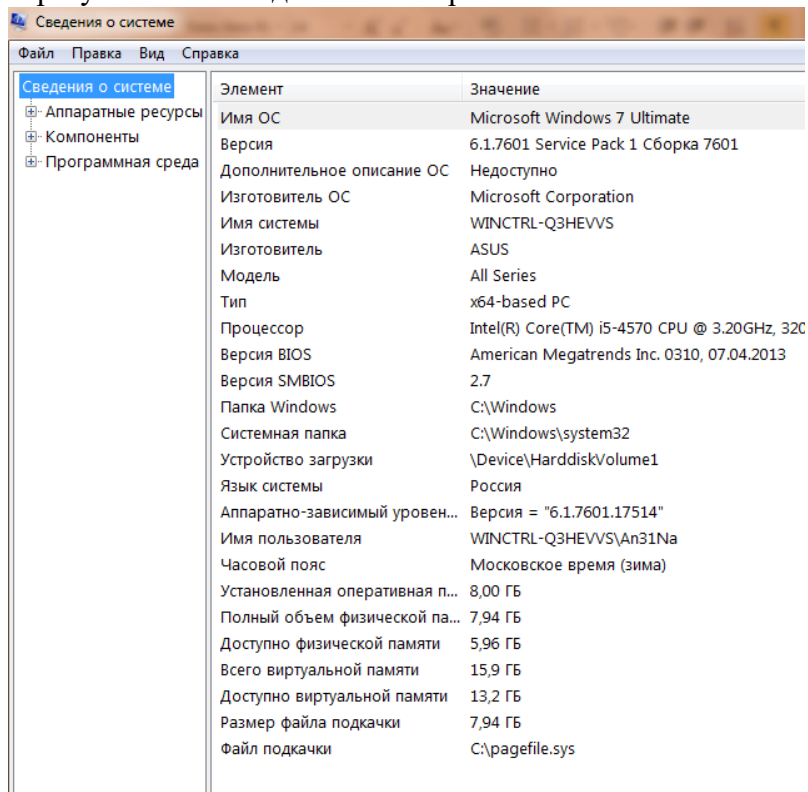 Сведения о системе
Файл Правка Вид Справка
Сведения о системе
Аппаратные ресурсы
Компоненты
Программная среда
Элемент Значение
Имя ОС Microsoft Windows 7 Ultimate
Версия 6.1.7601 Service Pack 1 Сборка 7601
Дополнительное описание ОС Недоступно
Изготовитель ОС Microsoft Corporation
Имя системы WINCTRL-Q3HEVVS
Изготовитель ASUS
Модель All Series
Тип x64-based PC
Процессор Intel(R) Core(TM) i5-4570 CPU @ 3.20GHz, 320
Версия BIOS American Megatrends Inc. 0310, 07.04.2013
Версия SMBIOS 2.7
Папка Windows C:\Windows
Системная папка C:\Windows\system32
Устройство загрузки \Device\HarddiskVolume1
Язык системы Россия
Аппаратно-зависимый уровен... Версия = "6.1.7601.17514"
Имя пользователя WINCTRL-Q3HEVVS\An31Na
Часовой пояс Московское время (зима)
Установленная оперативная п... 8,00 ГБ
Полный объем физической па... 7,94 ГБ
Доступно физической памяти 5,96 ГБ
Всего виртуальной памяти 15,9 ГБ
Доступно виртуальной памяти 13,2 ГБ
Размер файла подкачки 7,94 ГБ
Файл подкачки C:\pagefile.sys